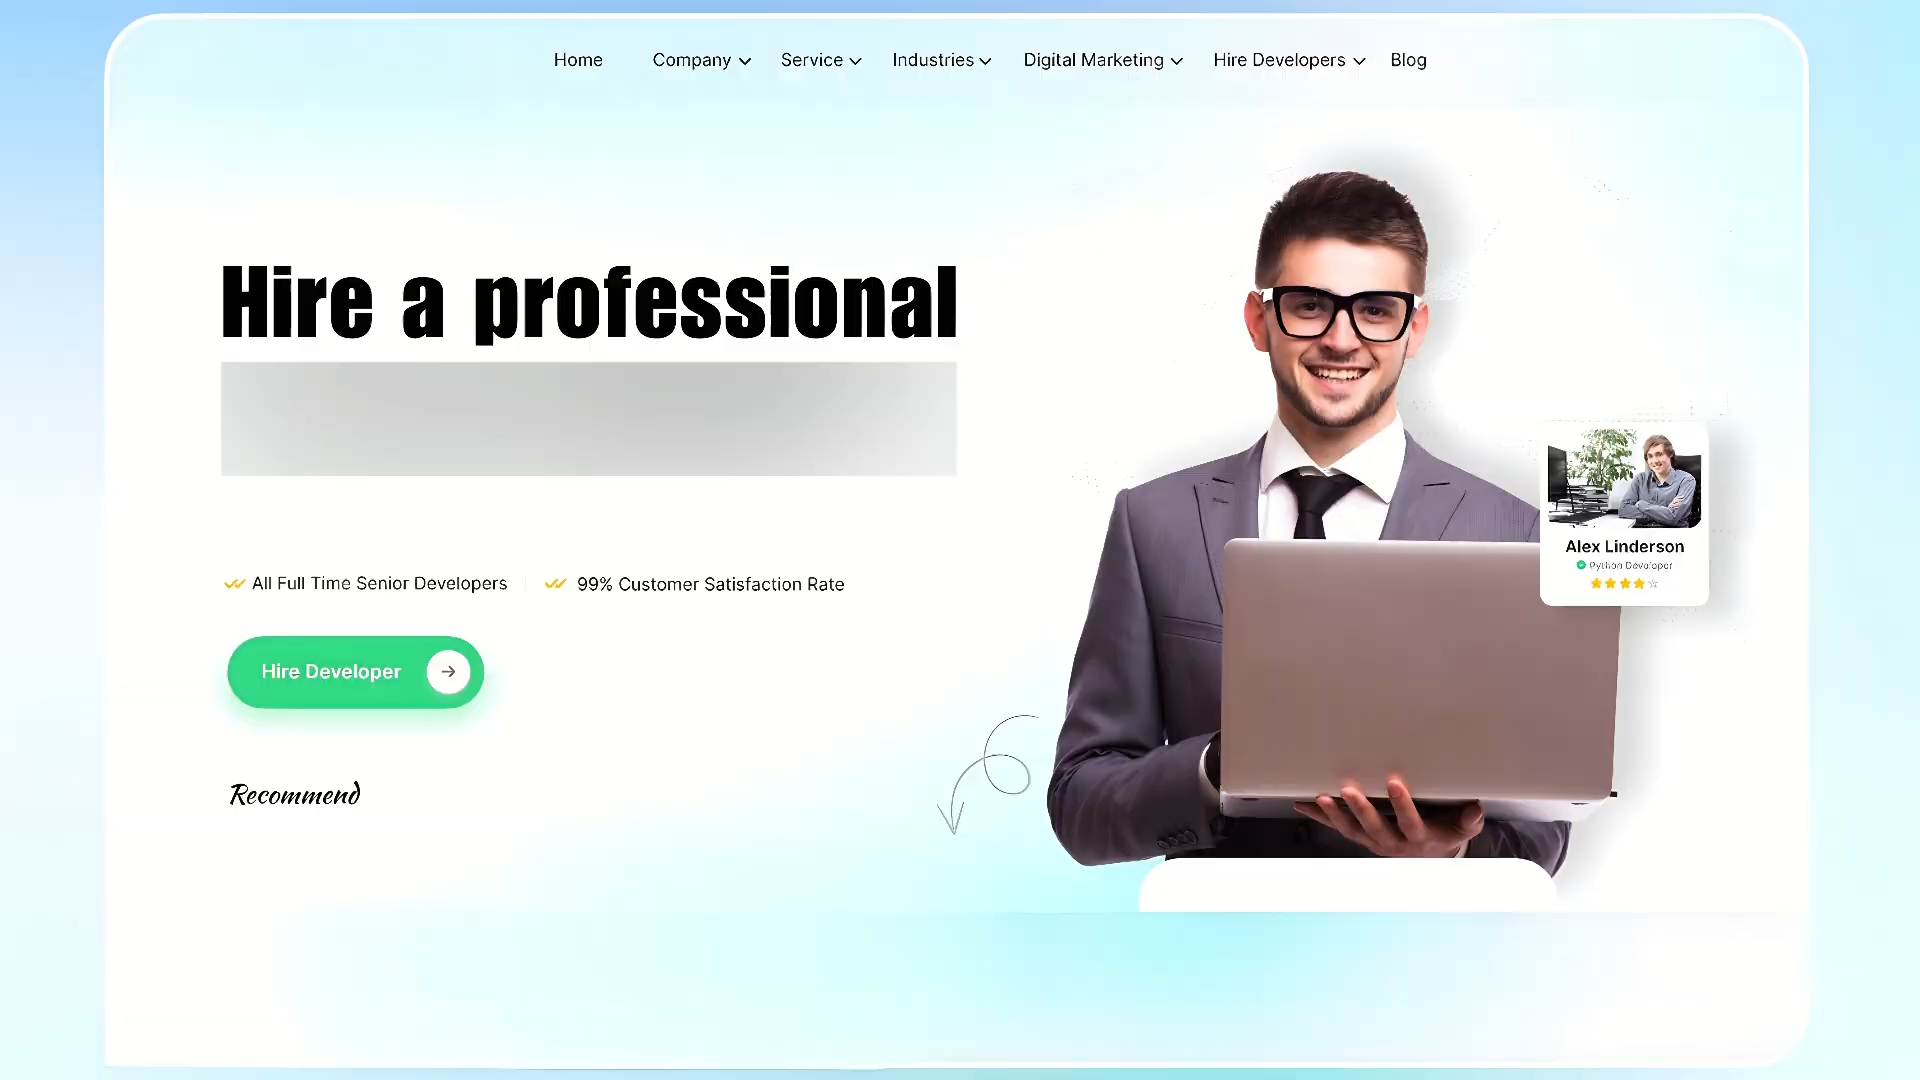 Home Company Service Industries Digital Marketing Hire Developers Blog
Hire a professional
All Full Time Senior Developers 99% Customer Satisfaction Rate
Hire Developer
Recommend
Alex Linderson
Python Developer